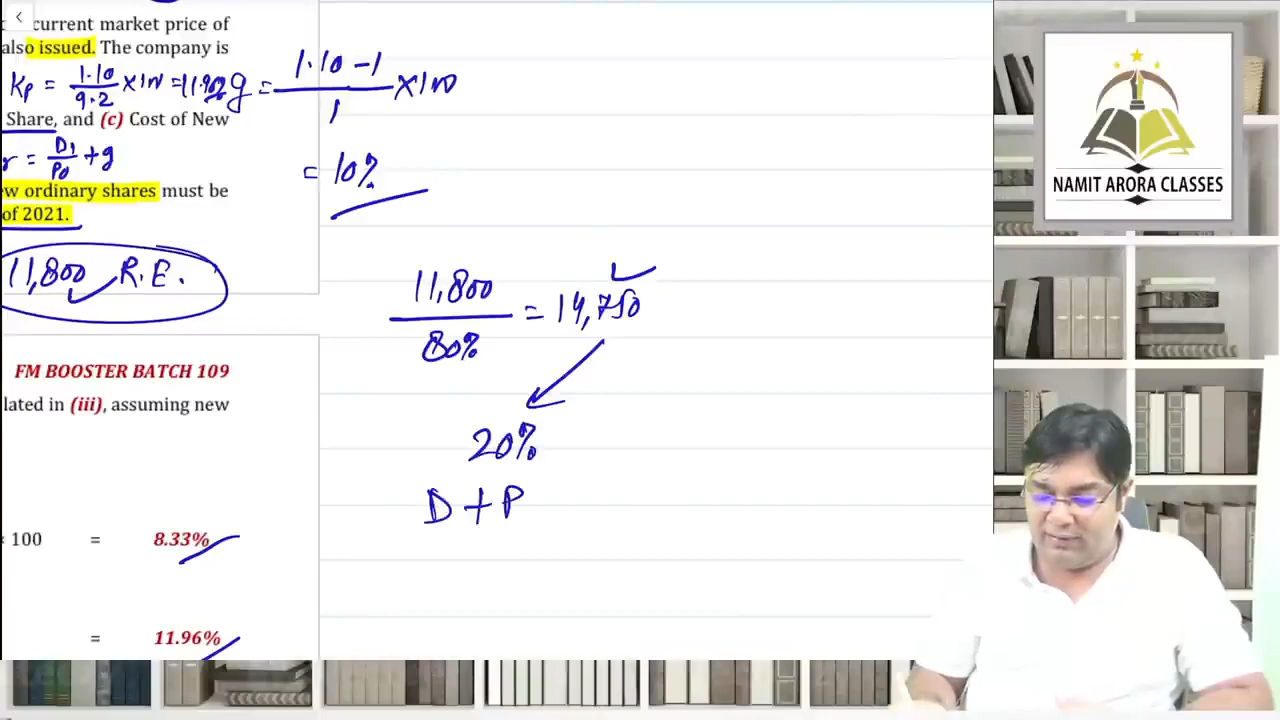 current market price of
also issued. The company is
Kp = 1.10/9.2 × 100 = 11.96%
g = 1.10 - 1/1 × 100
Share, and (c) Cost of New
= D1/P0 + g
= 10%
ew ordinary shares must be
of 2021.
11,800 R.E.
11,800/80% = 14,750
20%
D + P
FM BOOSTER BATCH 109
lated in (iii), assuming new
100 = 8.33%
= 11.96%
NAMIT ARORA CLASSES